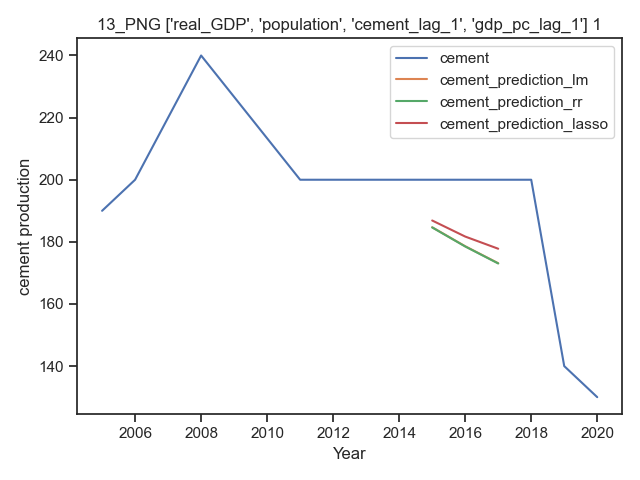 13_PNG ['real_GDP', 'population', 'cement_lag_1', 'gdp_pc_lag_1'] 1
cement
cement_prediction_lm
cement_prediction_rr
cement_prediction_lasso
240
220
200
180
160
140
cement production
2006 2008 2010 2012 2014 2016 2018 2020
Year